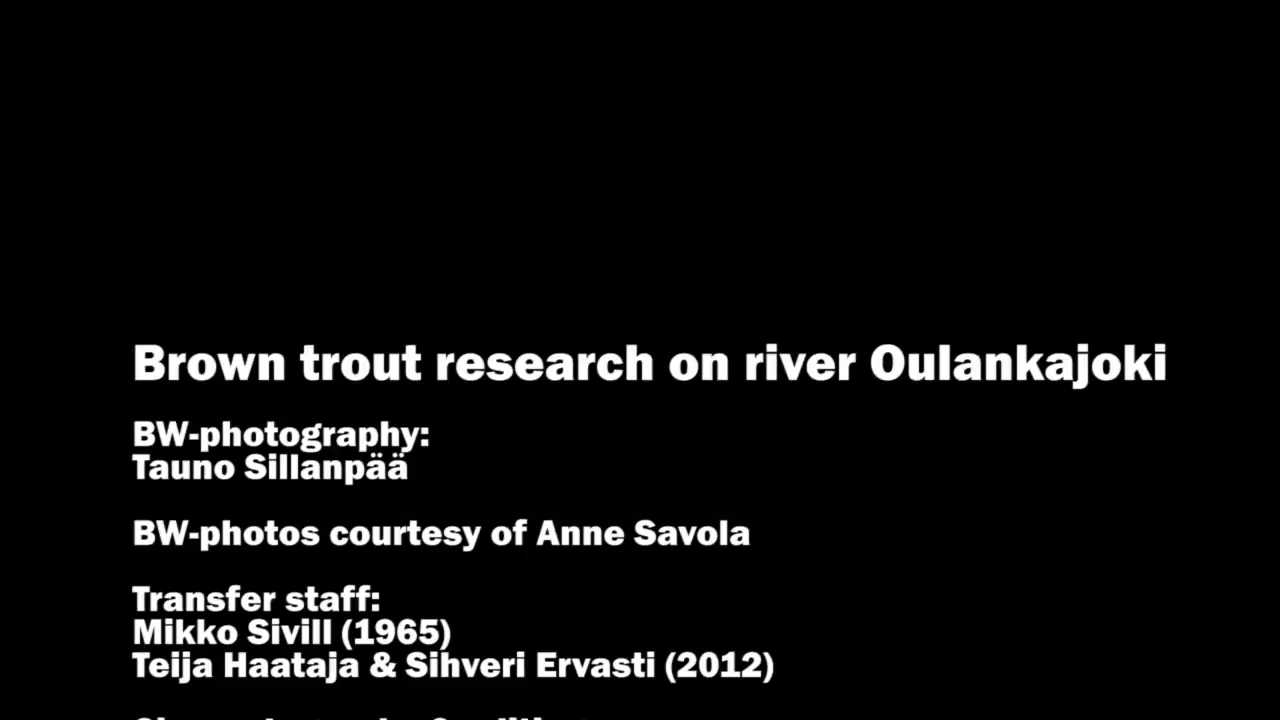 Brown trout research on river Oulankajoki
BW-photography:
Tauno Sillanpää
BW-photos courtesy of Anne Savola
Transfer staff:
Mikko Sivill (1965)
Teija Haataja & Sihveri Ervasti (2012)